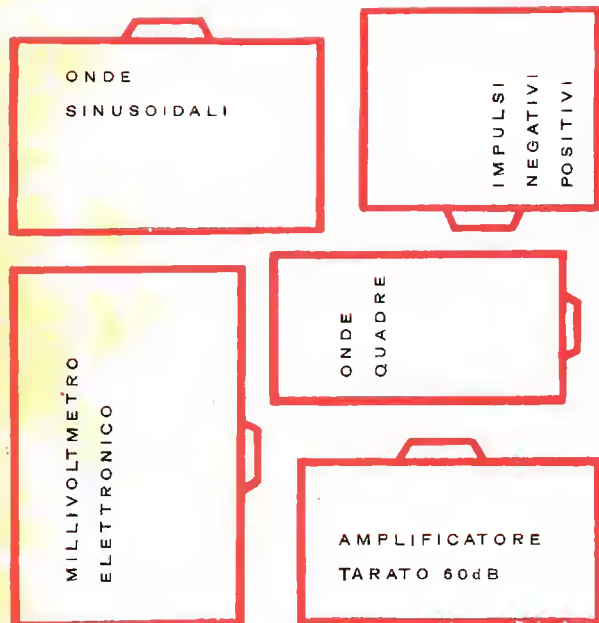 ONDE
SINUSOIDALI
IMPULSI
NEGATIVI
POSITIVI
ONDE
QUADRE
MILLIVOLTMETRO
ELETTRONICO
AMPLIFICATORE
TARATO 60dB